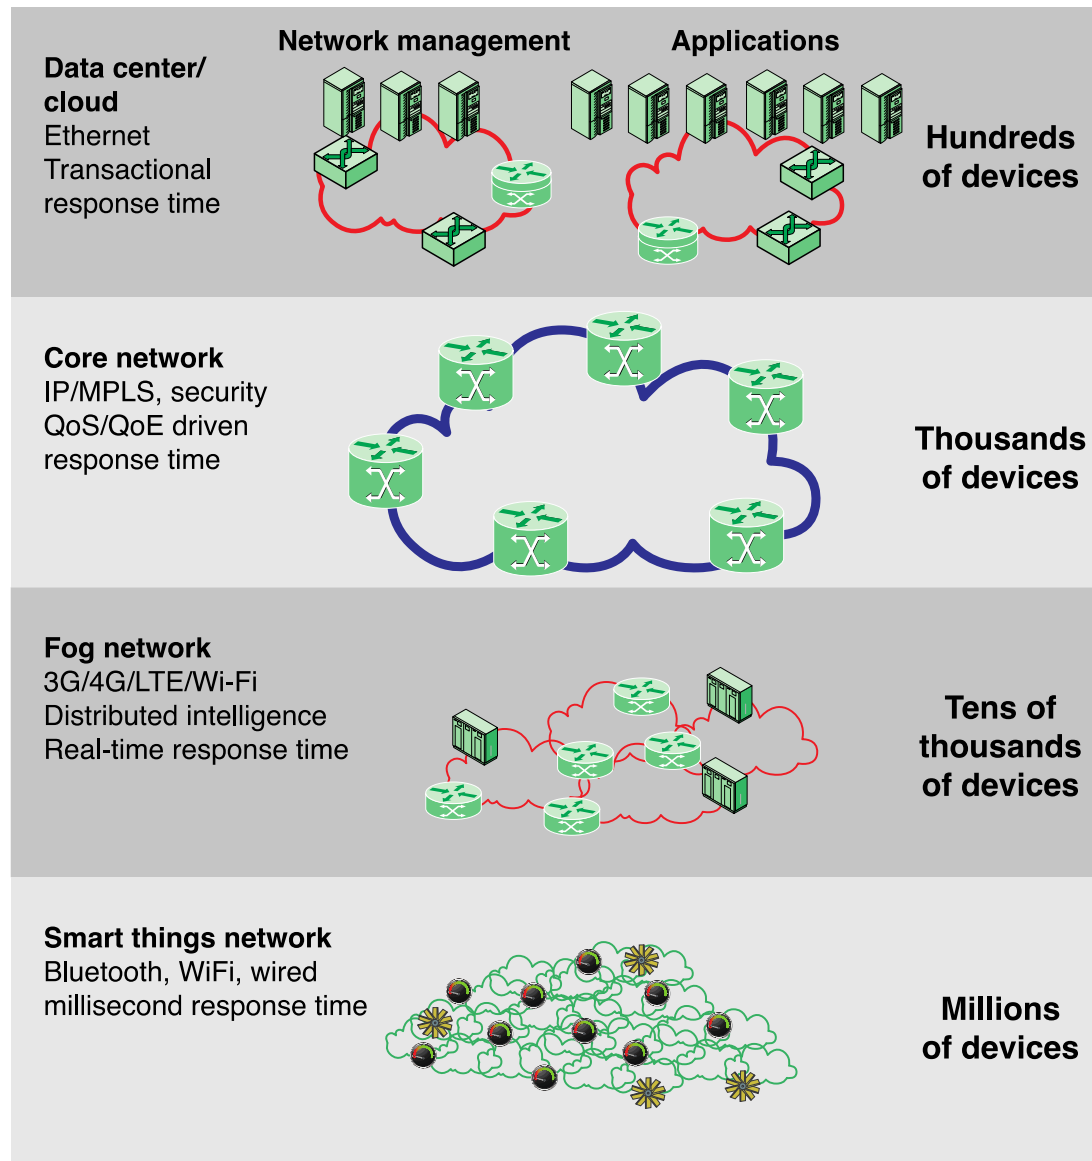 Network management
Applications
Data center/
cloud
Ethernet
Transactional
response time
Hundreds
of devices
Core network
IP/MPLS, security
QoS/QoE driven
response time
Thousands
of devices
Fog network
3G/4G/LTE/Wi-Fi
Distributed intelligence
Real-time response time
Tens of
thousands
of devices
Smart things network
Bluetooth, WiFi, wired
millisecond response time
Millions
of devices